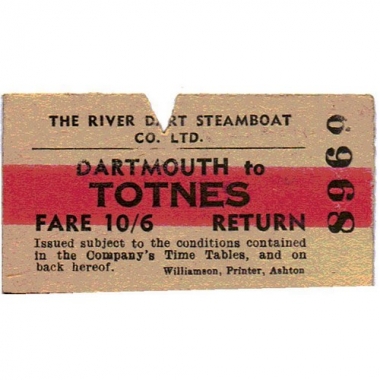 THE RIVER D RT STEAMBOAT
CO. LTD.
DARTMOUTH to
TOTNES
FARE 10/6 RETURN
Issued subject to the conditions contained
in the Company's Time Tables, and on
back hereof. Williamson, Printer, Ashton